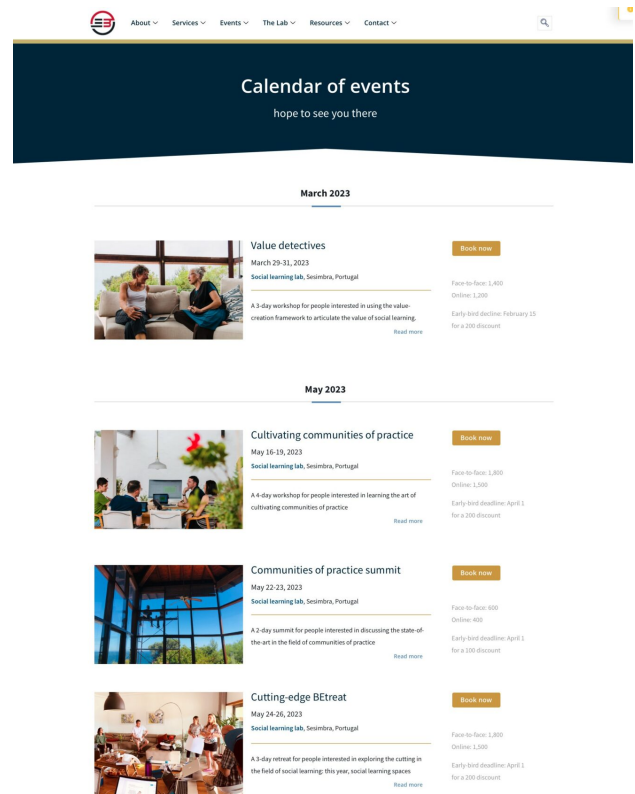 About
Services
Events
The Lab
Resources
Contact
Calendar of events
hope to see you there
March 2023
Value detectives
March 29-31, 2023
Social learning lab, Sesimbra, Portugal
A 3-day workshop for people interested in using the value-
creation framework to articulate the value of social learning.
Read more
Book now
Face-to-face: 1,400
Online: 1,200
Early-bird decline: February 15
for a 200 discount
May 2023
Cultivating communities of practice
May 16-19, 2023
Social learning lab, Sesimbra, Portugal
A 4-day workshop for people interested in learning the art of
cultivating communities of practice
Read more
Book now
Face-to-face: 1,800
Online: 1,500
Early-bird deadline: April 1
for a 200 discount
Communities of practice summit
May 22-23, 2023
Social learning lab, Sesimbra, Portugal
A 2-day summit for people interested in discussing the state-of-
the-art in the field of communities of practice
Read more
Book now
Face-to-face: 600
Online: 400
Early-bird deadline: April 1
for a 100 discount
Cutting-edge BEtreat
May 24-26, 2023
Social learning lab, Sesimbra, Portugal
A 3-day retreat for people interested in exploring the cutting in
the field of social learning: this year, social learning spaces
Read more
Book now
Face-to-face: 1,800
Online: 1,500
Early-bird deadline: April 1
for a 200 discount